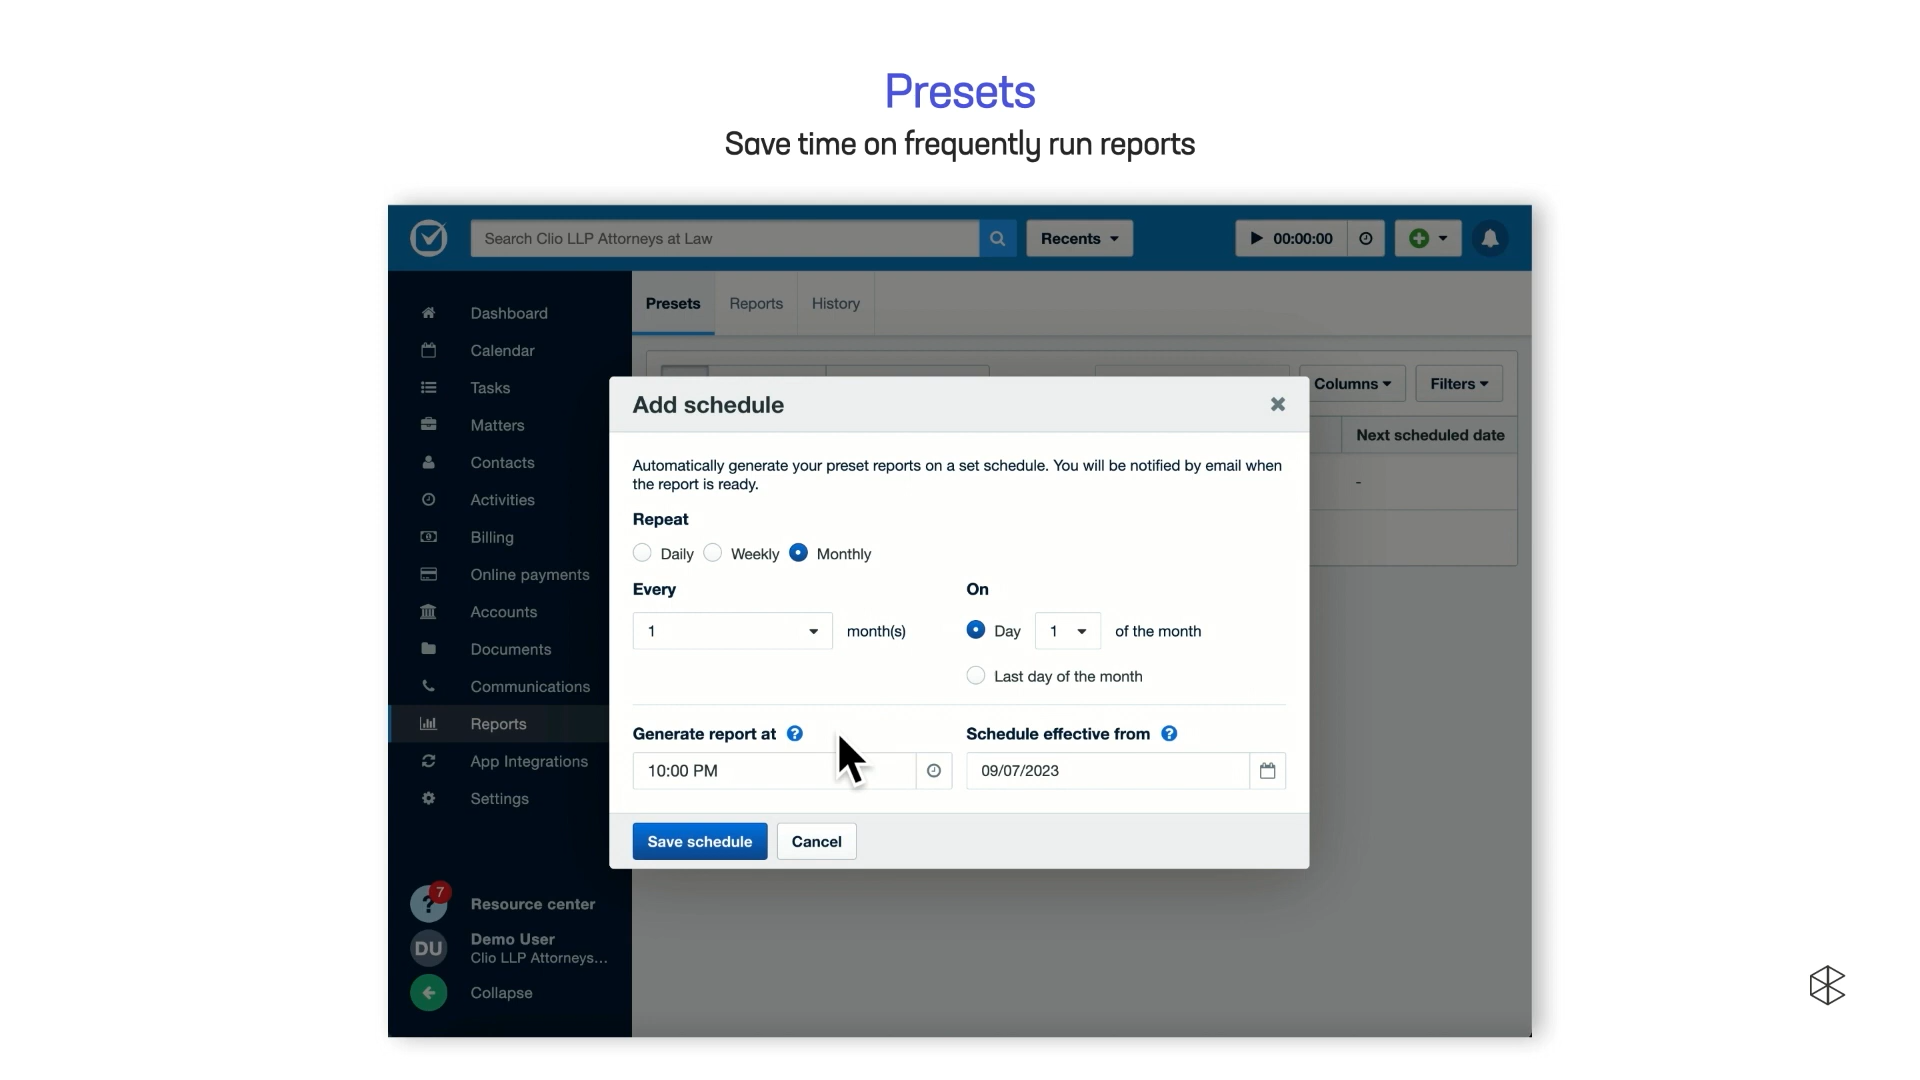 Presets
Save time on frequently run reports
Search Clio LLP Attorneys at Law
Recents
00:00:00
Dashboard
Calendar
Tasks
Matters
Contacts
Activities
Billing
Online payments
Accounts
Documents
Communications
Reports
App Integrations
Settings
7
?
Resource center
DU
Demo User
Clio LLP Attorneys...
Collapse
Presets
Reports
History
Columns
Filters
Next scheduled date
-
Add schedule
Automatically generate your preset reports on a set schedule. You will be notified by email when
the report is ready.
Repeat
Daily
Weekly
Monthly
Every
On
1
month(s)
Day
1
of the month
Last day of the month
Generate report at ?
Schedule effective from ?
10:00 PM
09/07/2023
Save schedule
Cancel